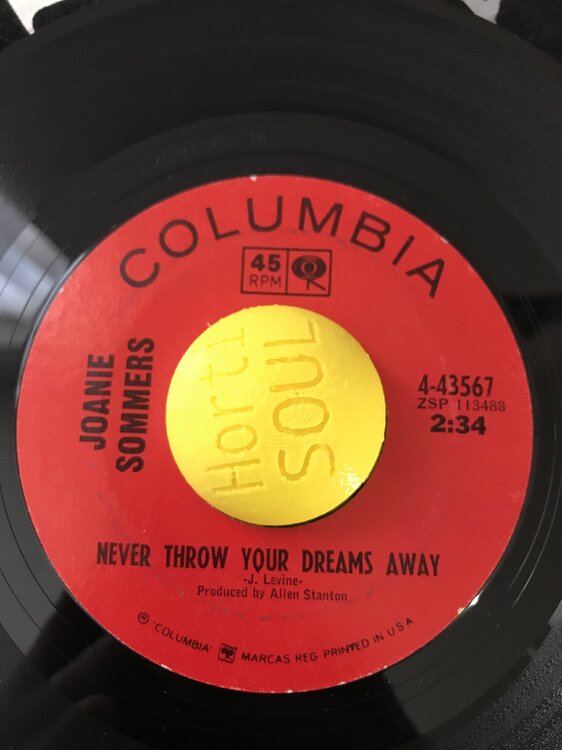 COLUMBIA
45
RPM
JOANIE
SOMMERS
Horti
SOUL
4-43567
ZSP 113488
2:34
NEVER THROW YOUR DREAMS AWAY
-J. Levine-
Produced by Allen Stanton
℗ "COLUMBIA" MARCAS REG PRINTED IN U S A